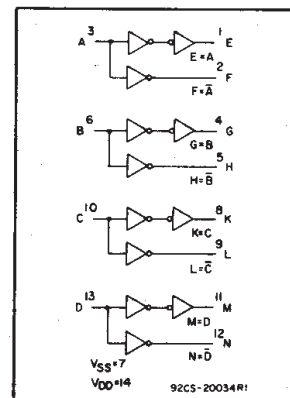 A 3 1 E
E=A
2 F
F=A̅
B 6 4 G
G=B
5 H
H=B̅
C 10 8 K
K=C
9 L
L=C̅
D 13 11 M
M=D
12 N
N=D̅
VSS=7
VDD=14
92CS-20034R1